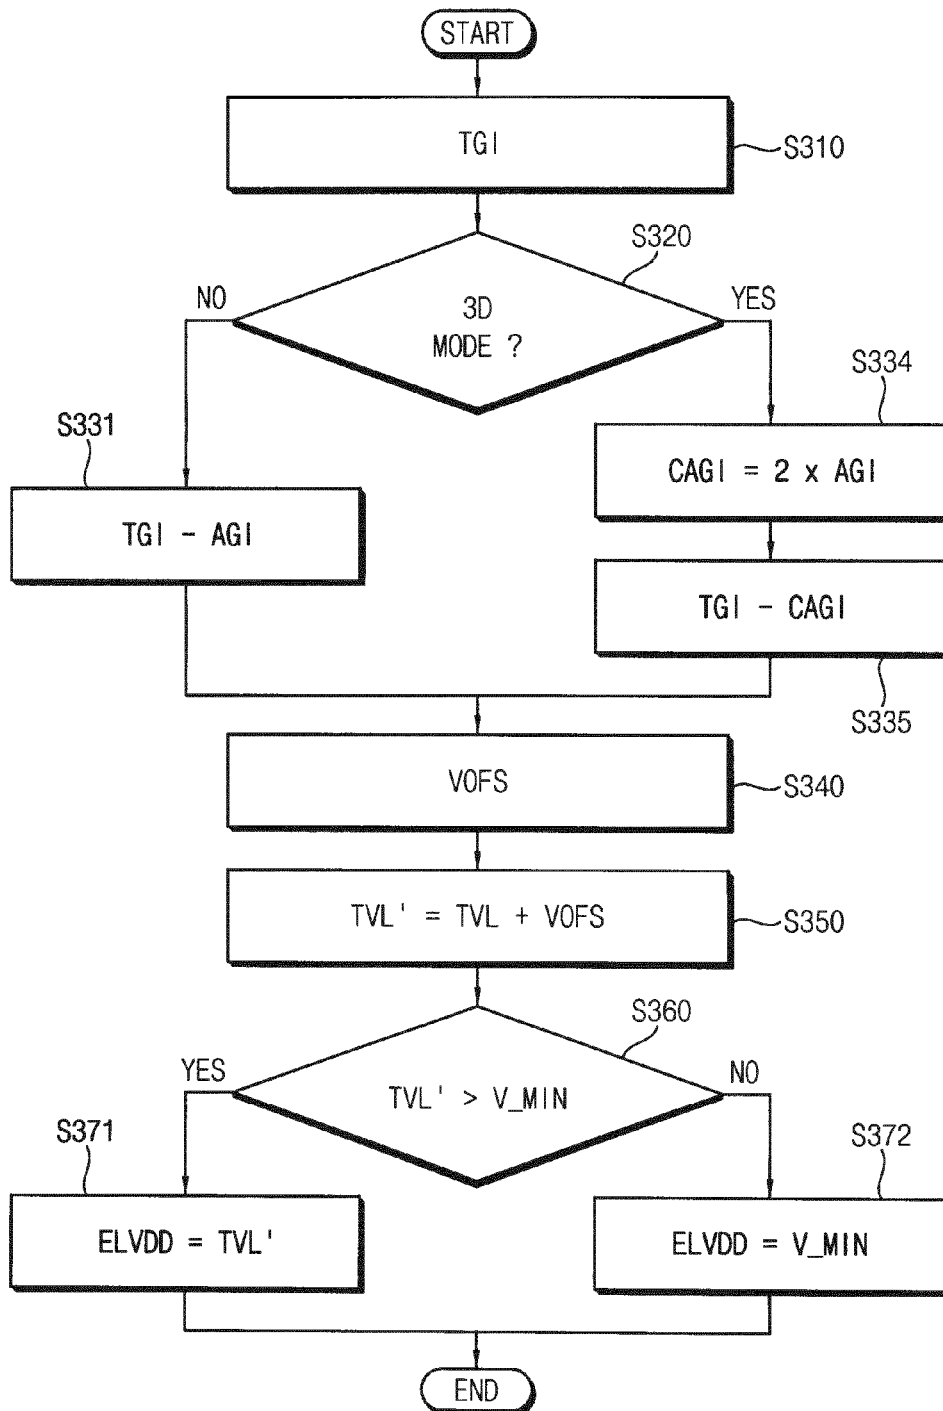 START
TGI
S310
S320
NO
3D
MODE ?
YES
S334
S331
CAGI = 2 x AGI
TGI - AGI
TGI - CAGI
S335
VOFS
S340
TVL' = TVL + VOFS
S350
S360
YES
TVL' > V_MIN
NO
S371
S372
ELVDD = TVL'
ELVDD = V_MIN
END